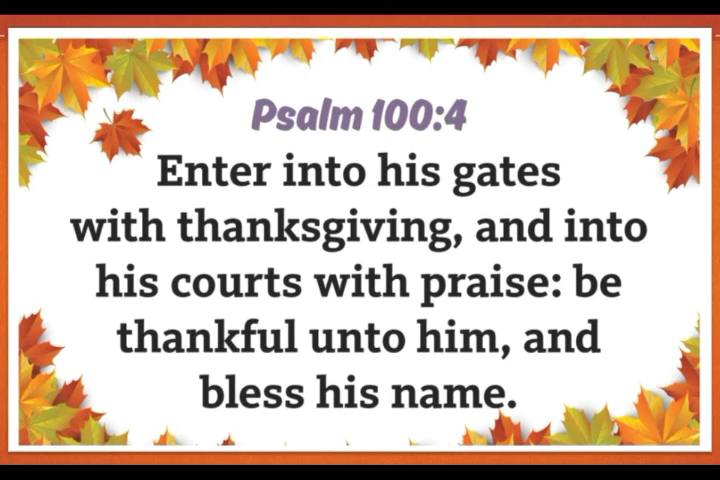 Psalm 100:4
Enter into his gates
with thanksgiving, and into
his courts with praise: be
thankful unto him, and
bless his name.